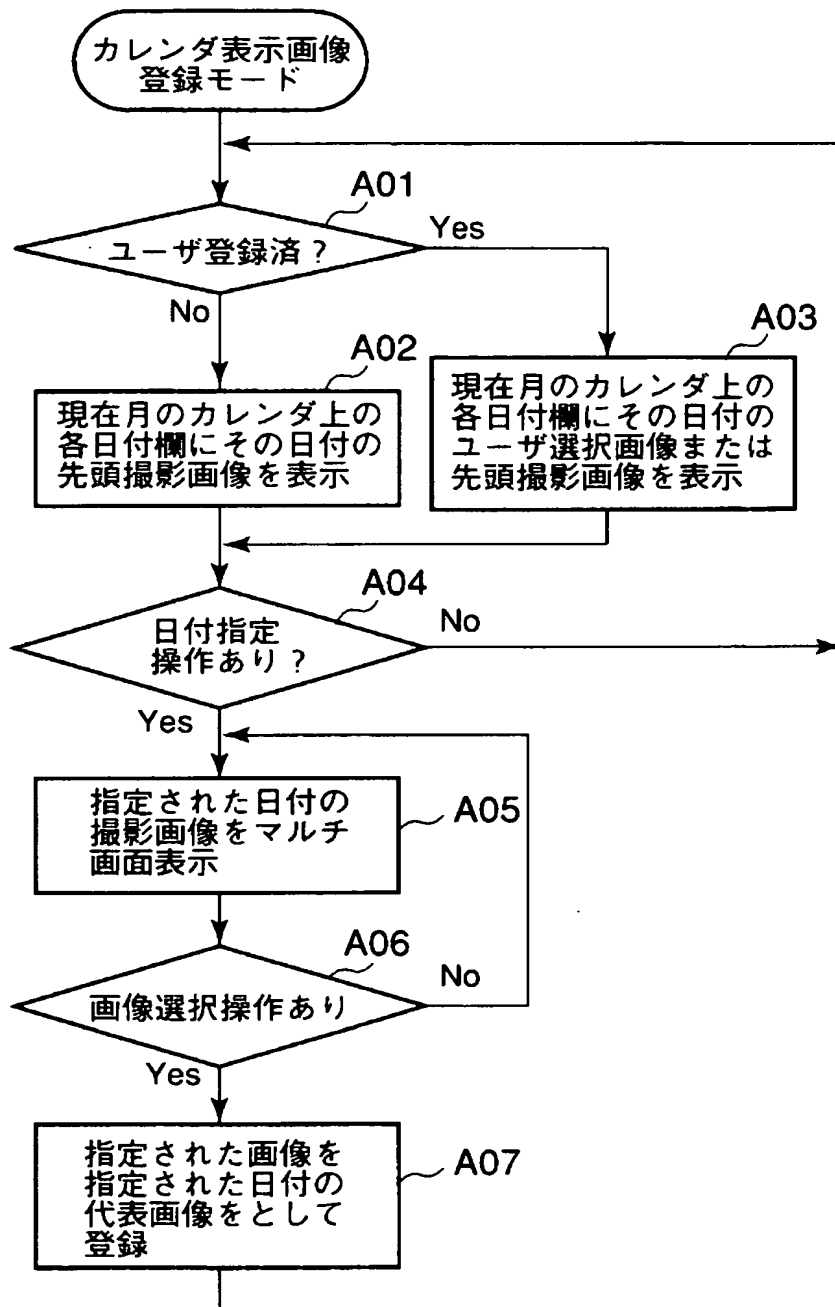 カレンダ表示画像
登録モード
A01
ユーザ登録済?
Yes
No
A02
現在月のカレンダ上の
各日付欄にその日付の
先頭撮影画像を表示
A03
現在月のカレンダ上の
各日付欄にその日付の
ユーザ選択画像または
先頭撮影画像を表示
A04
日付指定
操作あり?
No
Yes
指定された日付の
撮影画像をマルチ
画面表示
A05
A06
画像選択操作あり
No
Yes
指定された画像を
指定された日付の
代表画像をとして
登録
A07